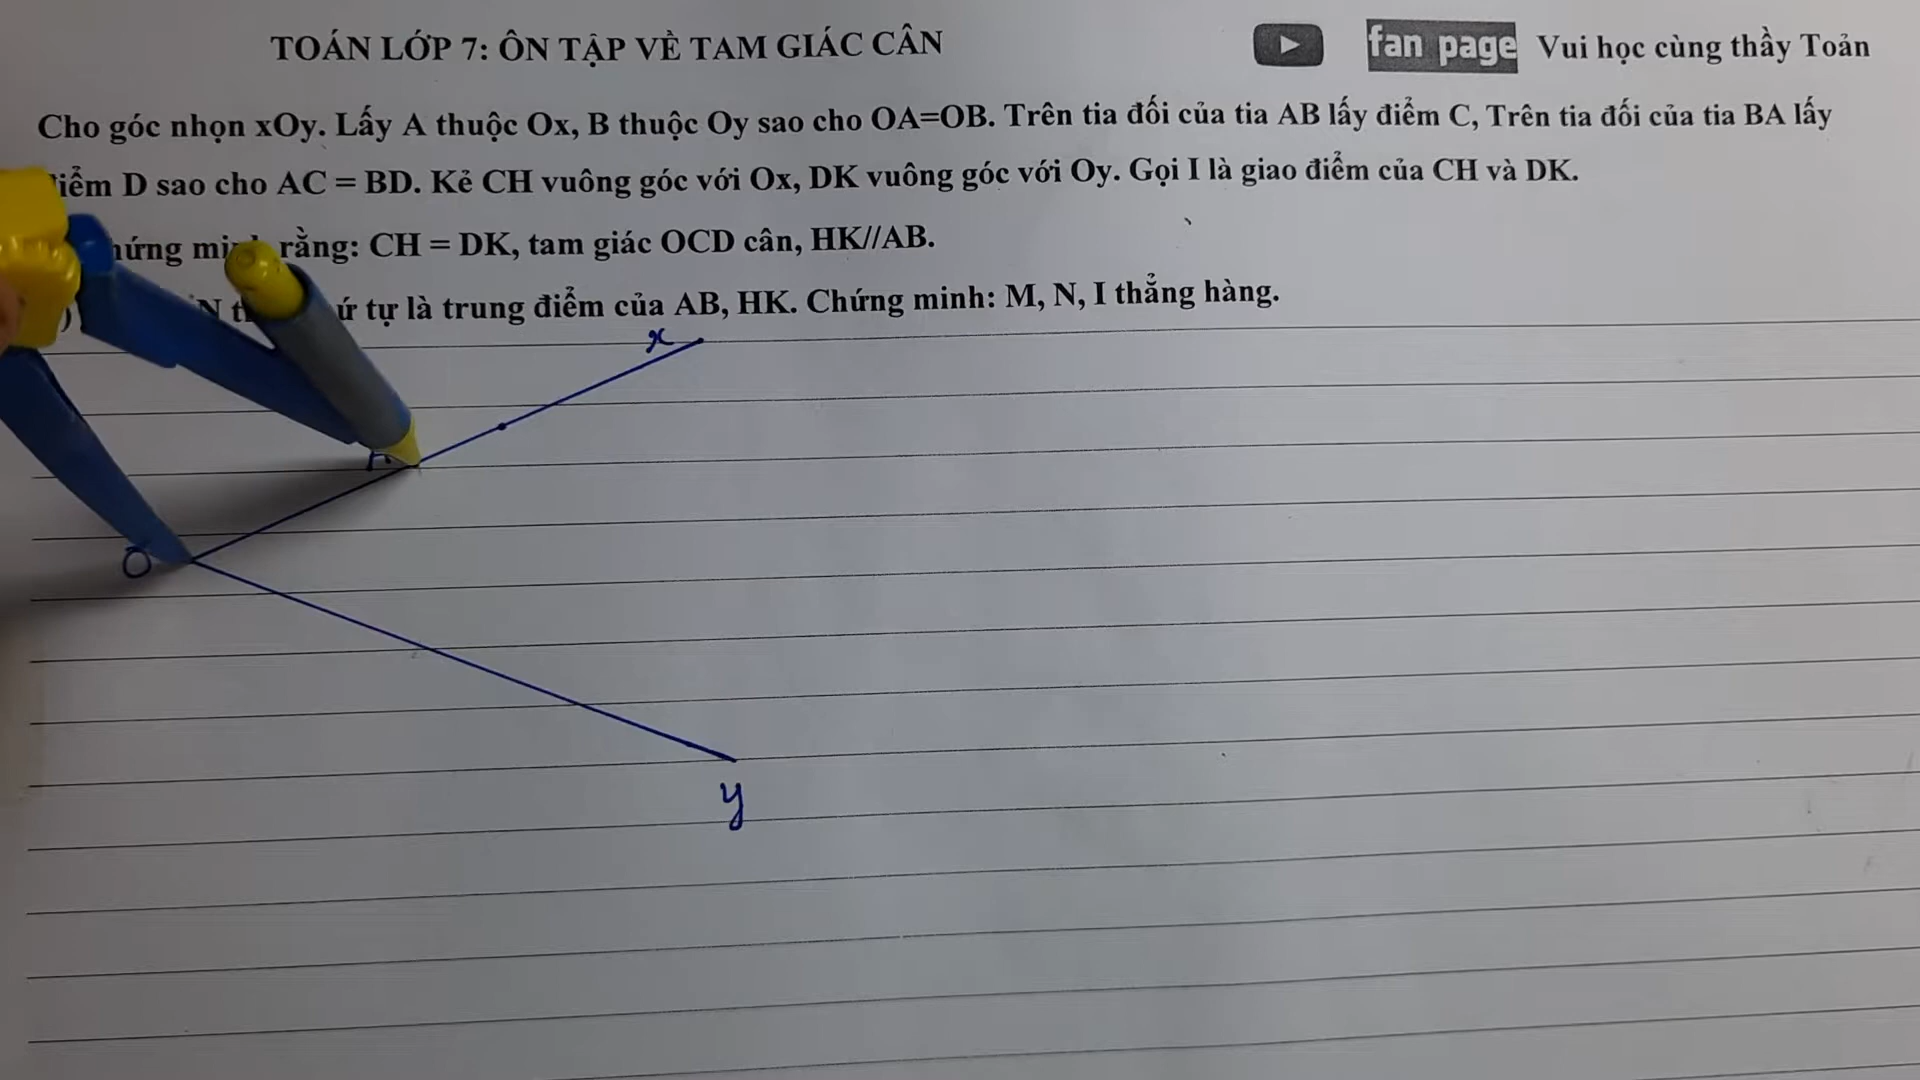 TOÁN LỚP 7: ÔN TẬP VỀ TAM GIÁC CÂN
fan page Vui học cùng thầy Toản
Cho góc nhọn xOy. Lấy A thuộc Ox, B thuộc Oy sao cho OA=OB. Trên tia đối của tia AB lấy điểm C, Trên tia đối của tia BA lấy
D sao cho AC = BD. Kẻ CH vuông góc với Ox, DK vuông góc với Oy. Gọi I là giao điểm của CH và DK.
rằng: CH = DK, tam giác OCD cân, HK//AB.
N tự là trung điểm của AB, HK. Chứng minh: M, N, I thẳng hàng.
x
O
y